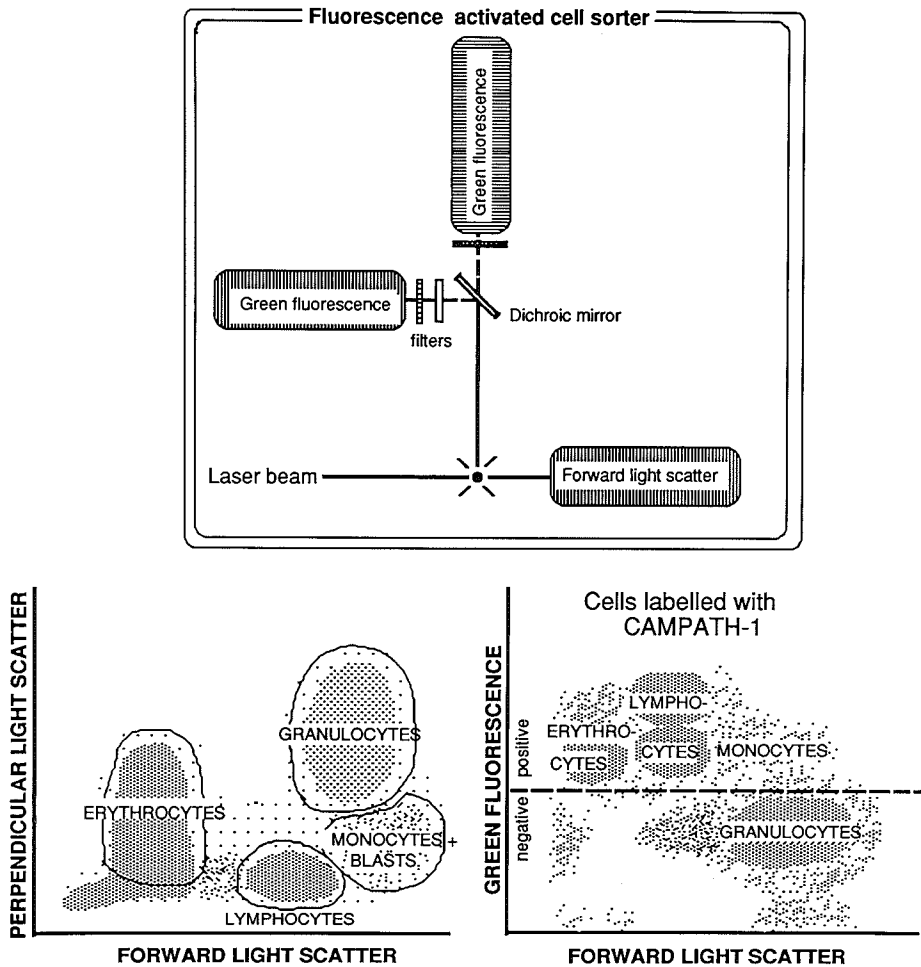 Fluorescence activated cell sorter
Green fluorescence
Green fluorescence
filters
Dichroic mirror
Laser beam
Forward light scatter
PERPENDICULAR LIGHT SCATTER
GRANULOCYTES
ERYTHROCYTES
MONOCYTES +
BLASTS
LYMPHOCYTES
FORWARD LIGHT SCATTER
Cells labelled with
CAMPATH-1
GREEN FLUORESCENCE
positive
negative
LYMPHO-
CYTES
ERYTHRO-
CYTES
MONOCYTES
GRANULOCYTES
FORWARD LIGHT SCATTER